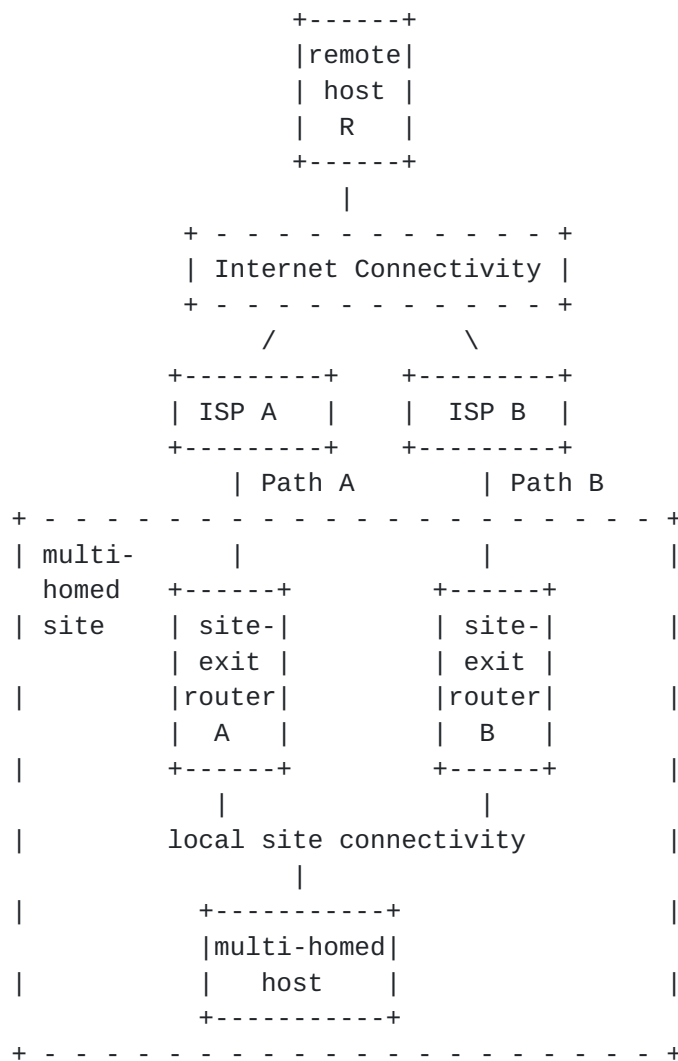 remote
host
R
Internet Connectivity
ISP A ISP B
Path A Path B
multi-
homed
site site- site-
exit exit
router router
A B
local site connectivity
multi-homed
host